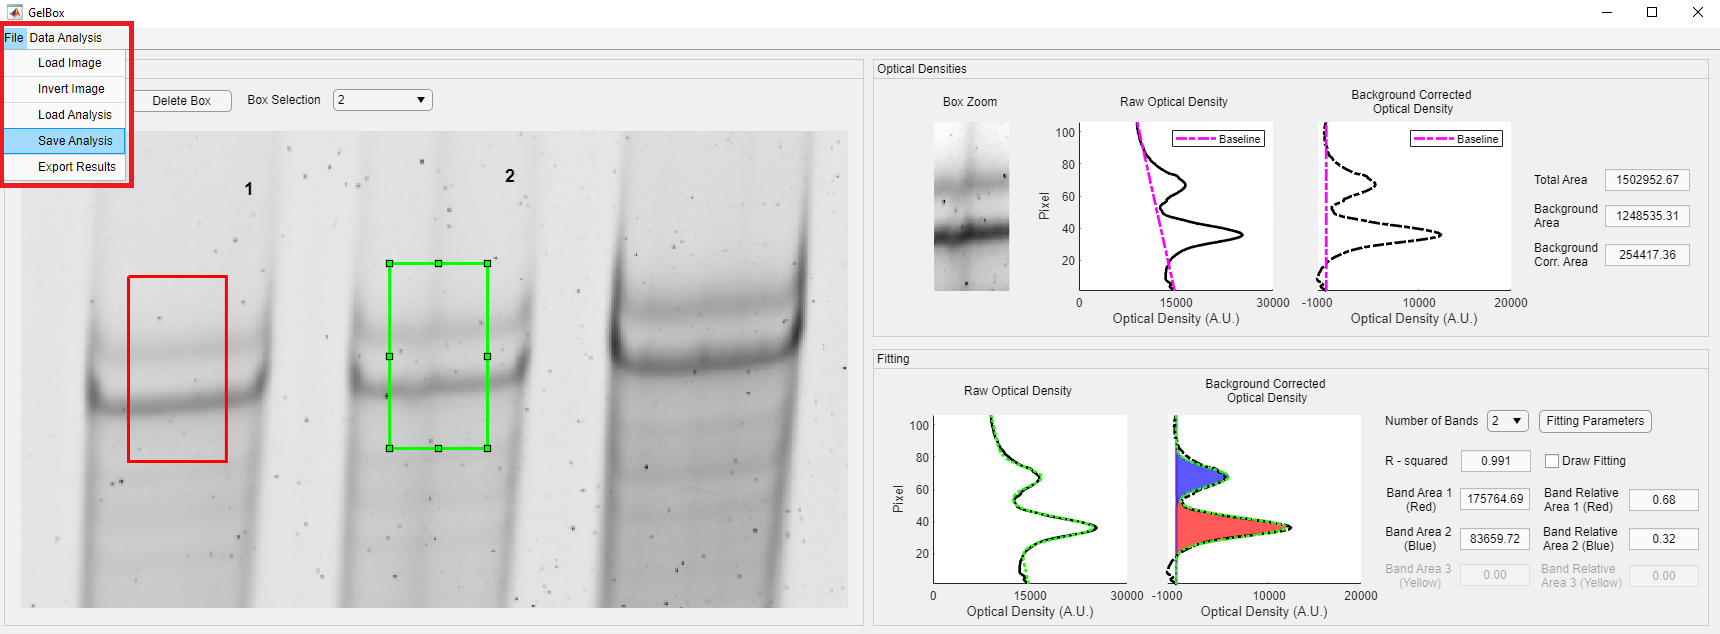 GelBox
File Data Analysis
Load Image
Invert Image
Load Analysis
Save Analysis
Export Results
Delete Box
Box Selection
2
1
2
Optical Densities
Box Zoom
Raw Optical Density
Baseline
100
80
60
40
20
Pixel
0
15000
30000
Optical Density (A.U.)
Background Corrected
Optical Density
Baseline
-1000
10000
20000
Optical Density (A.U.)
Total Area
1502952.67
Background
Area
1248535.31
Background
Corr. Area
254417.36
Fitting
Raw Optical Density
100
80
60
40
20
Pixel
0
15000
30000
Optical Density (A.U.)
Background Corrected
Optical Density
-1000
10000
20000
Optical Density (A.U.)
Number of Bands
2
Fitting Parameters
R - squared
0.991
Draw Fitting
Band Area 1
(Red)
175764.69
Band Relative
Area 1 (Red)
0.68
Band Area 2
(Blue)
83659.72
Band Relative
Area 2 (Blue)
0.32
Band Area 3
(Yellow)
0.00
Band Relative
Area 3 (Yellow)
0.00